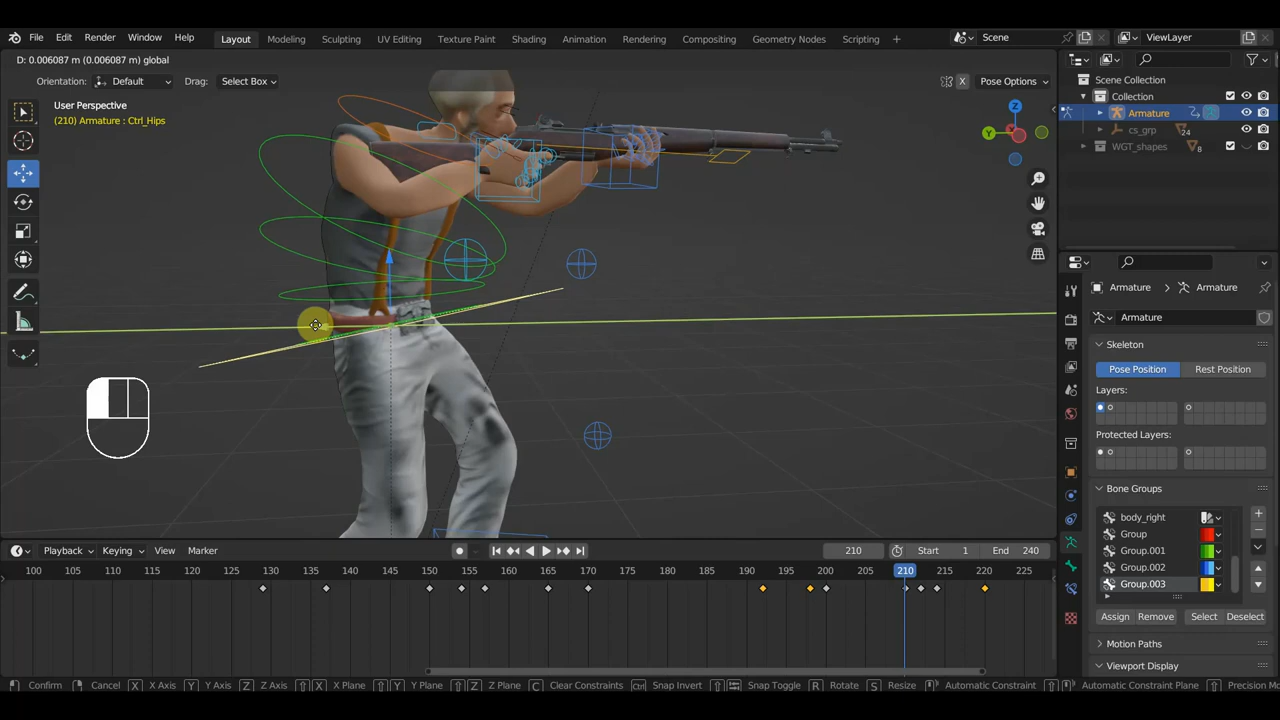 File Edit Render Window Help Layout Modeling Sculpting UV Editing Texture Paint Shading Animation Rendering Compositing Geometry Nodes Scripting + Scene ViewLayer
D: 0.006087 m (0.006087 m) global
Orientation: Default Drag: Select Box X Pose Options
Scene Collection
Collection
Armature
cs_grp 24
WGT_shapes 8
User Perspective
(210) Armature : Ctrl_Hips
Z
Y
Armature Armature
Armature
Skeleton
Pose Position Rest Position
Layers:
Protected Layers:
Bone Groups
body_right
Group
Group.001
Group.002
Group.003
Assign Remove Select Deselect
Motion Paths
Viewport Display
Playback Keying View Marker 210 Start 1 End 240
100 105 110 115 120 125 130 135 140 145 150 155 160 165 170 175 180 185 190 195 200 205 210 215 220 225
Confirm Cancel X X Axis Y Y Axis Z Z Axis X X Plane Y Y Plane Z Z Plane C Clear Constraints Ctrl Snap Invert Snap Toggle R Rotate S Resize Automatic Constraint Automatic Constraint Plane Precision Mo